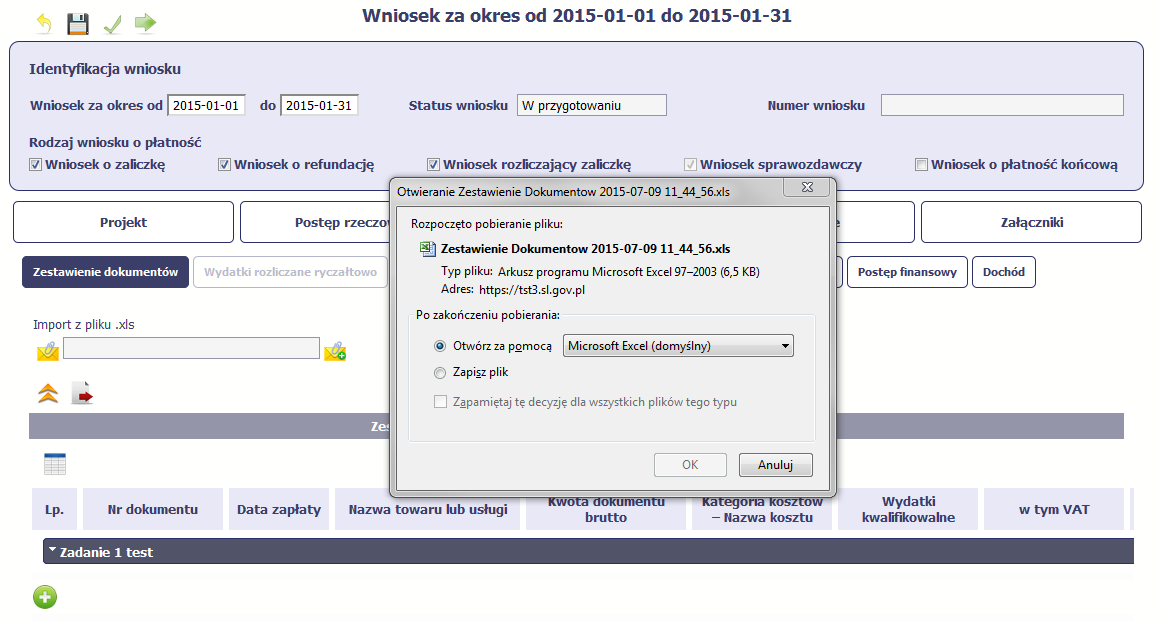 Wniosek za okres od 2015-01-01 do 2015-01-31
Identyfikacja wniosku
Wniosek za okres od 2015-01-01 do 2015-01-31 Status wniosku W przygotowaniu Numer wniosku
Rodzaj wniosku o płatność
Wniosek o zaliczkę Wniosek o refundację Wniosek rozliczający zaliczkę Wniosek sprawozdawczy Wniosek o płatność końcową
Projekt Postęp rzeczow Załączniki
Zestawienie dokumentów Wydatki rozliczane ryczałtowo Postęp finansowy Dochód
Import z pliku .xls
Zes
Otwieranie Zestawienie Dokumentow 2015-07-09 11_44_56.xls
Rozpoczęto pobieranie pliku:
Zestawienie Dokumentow 2015-07-09 11_44_56.xls
Typ pliku: Arkusz programu Microsoft Excel 97–2003 (6,5 KB)
Adres: https://tst3.sl.gov.pl
Po zakończeniu pobierania:
Otwórz za pomocą Microsoft Excel (domyślny)
Zapisz plik
Zapamiętaj tę decyzję dla wszystkich plików tego typu
OK Anuluj
Lp. Nr dokumentu Data zapłaty Nazwa towaru lub usługi Kwota dokumentu brutto Kategoria kosztów – Nazwa kosztu Wydatki kwalifikowalne w tym VAT
Zadanie 1 test